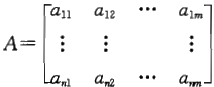 A = [ a₁₁ a₁₂ ⋯ a₁ₘ
⋮ ⋮ ⋮
aₙ₁ aₙ₂ ⋯ aₙₘ ]